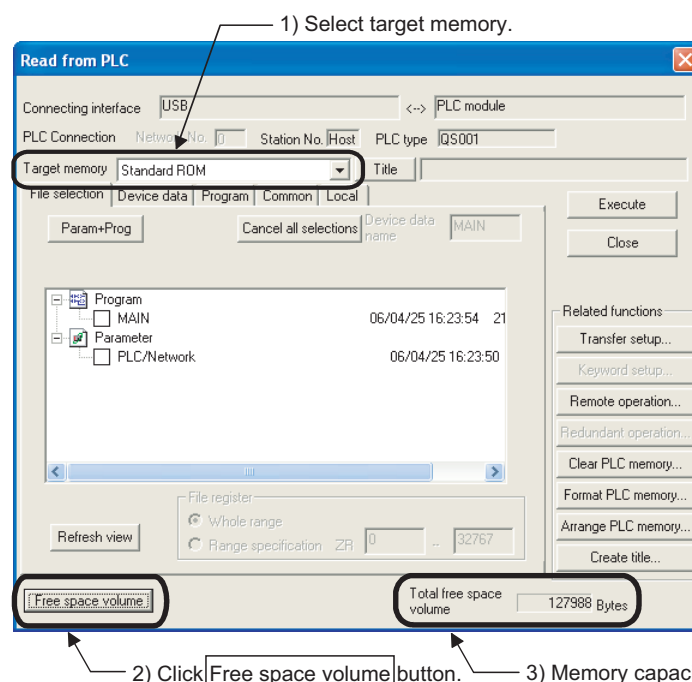 1) Select target memory.
Read from PLC
Connecting interface USB <--> PLC module
PLC Connection Network No. 0 Station No. Host PLC type QS001
Target memory Standard ROM Title
File selection Device data Program Common Local
Execute
Param+Prog Cancel all selections Device data name MAIN
Close
Program
MAIN 06/04/25 16:23:54 21
Parameter
PLC/Network 06/04/25 16:23:50
Related functions
Transfer setup...
Keyword setup...
Remote operation...
Redundant operation...
Clear PLC memory...
Format PLC memory...
Arrange PLC memory...
Create title...
File register
Whole range
Refresh view
Range specification ZR 0 .. 32767
Free space volume
Total free space volume 127988 Bytes
2) Click Free space volume button.
3) Memory capac